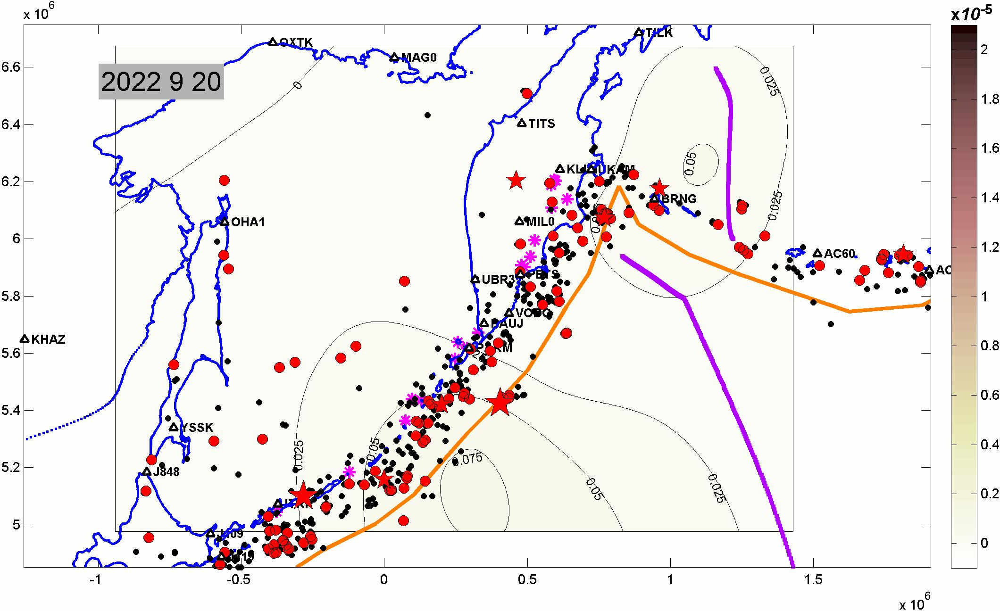 x 10^6
x10^-5
OXTK
TILK
MAG0
6.6
2022 9 20
0
0.025
2
1.8
6.4
TITS
1.6
0.05
6.2
BRNG
1.4
0.025
OHA1
MIL0
6
AC60
1.2
UBR3
PETS
AC
5.8
1
VODO
PAUJ
KHAZ
5.6
0.8
0.6
5.4
YSSK
0.025
0.05
0.075
0.4
5.2
J848
0.05
0.025
0.2
5
0
-1
-0.5
0
0.5
1
1.5
x 10^6